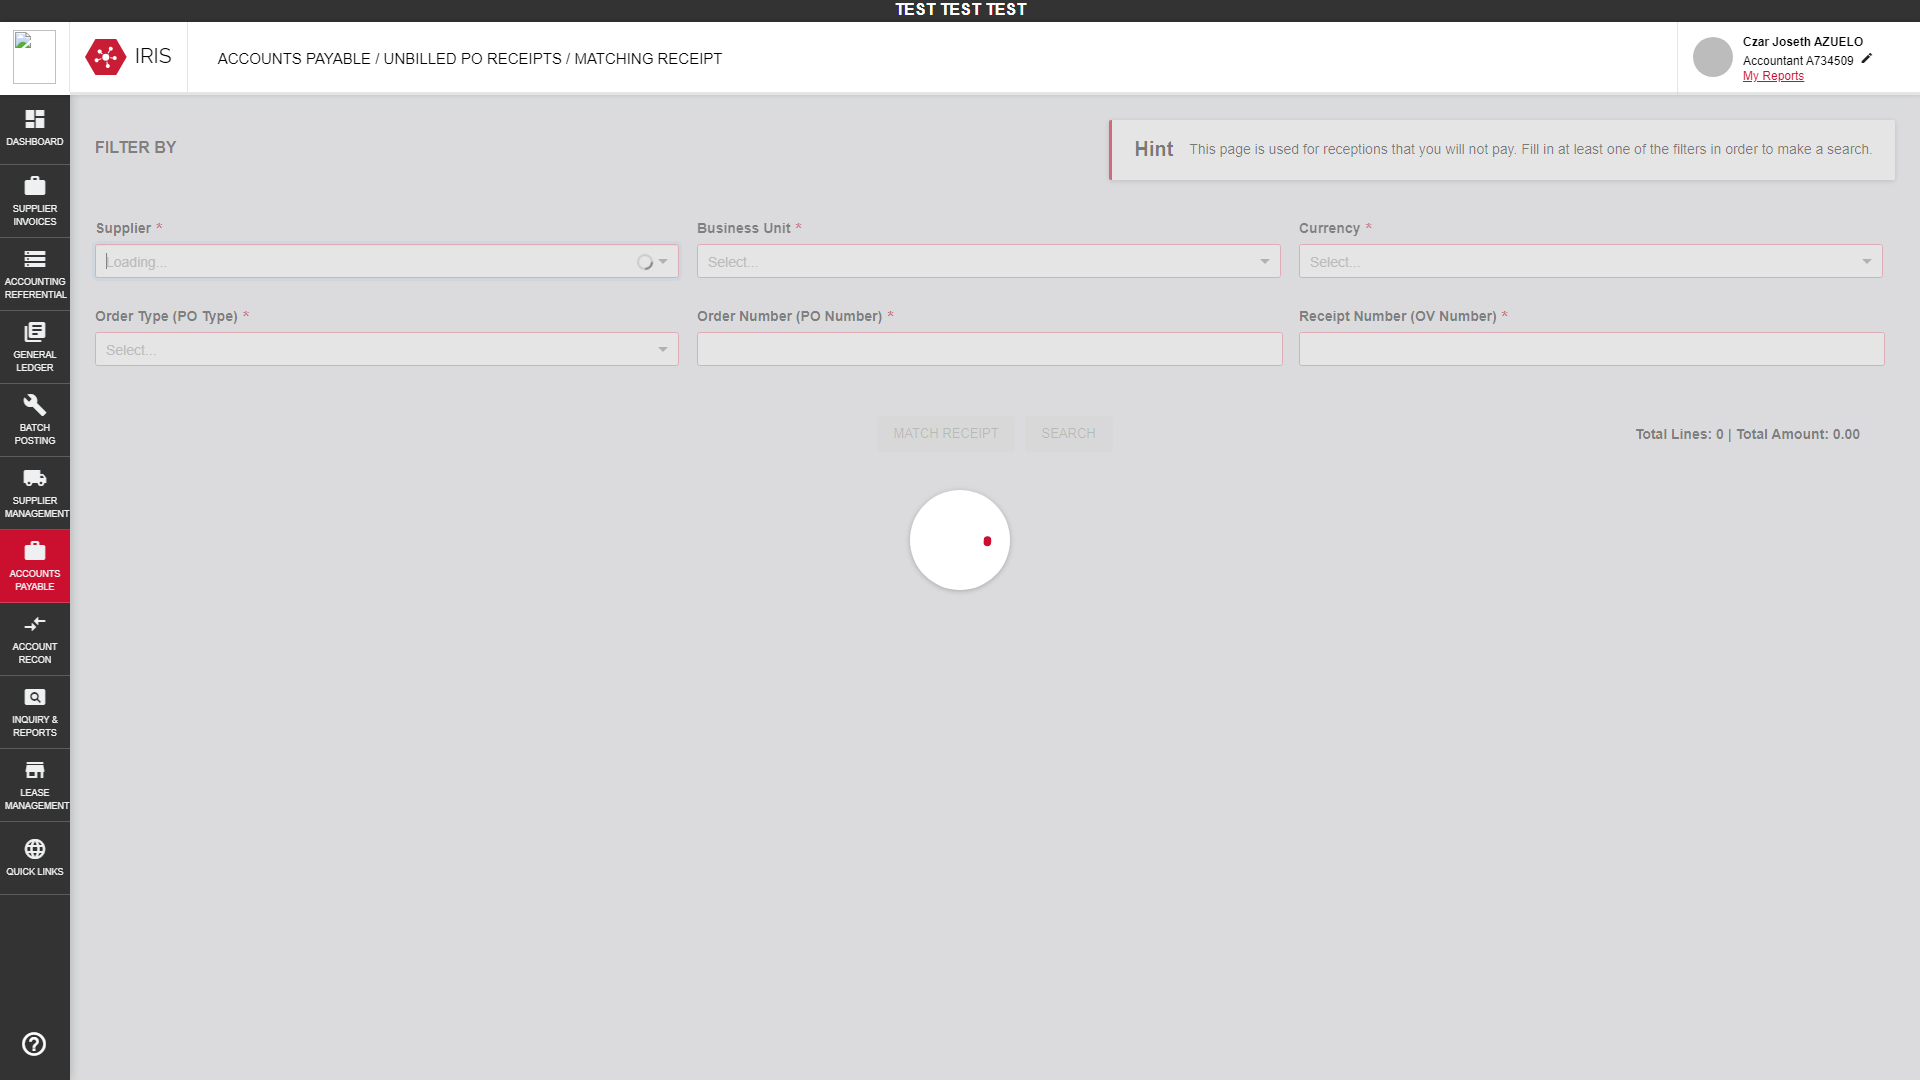 TEST TEST TEST
IRIS
ACCOUNTS PAYABLE / UNBILLED PO RECEIPTS / MATCHING RECEIPT
Czar Joseth AZUELO
Accountant A734509
My Reports
DASHBOARD
SUPPLIER
INVOICES
ACCOUNTING
REFERENTIAL
GENERAL
LEDGER
BATCH
POSTING
SUPPLIER
MANAGEMENT
ACCOUNTS
PAYABLE
ACCOUNT
RECON
INQUIRY &
REPORTS
LEASE
MANAGEMENT
QUICK LINKS
FILTER BY
Hint This page is used for receptions that you will not pay. Fill in at least one of the filters in order to make a search.
Supplier * Business Unit * Currency *
Loading... Select... Select...
Order Type (PO Type) * Order Number (PO Number) * Receipt Number (OV Number) *
Select...
MATCH RECEIPT SEARCH Total Lines: 0 | Total Amount: 0.00